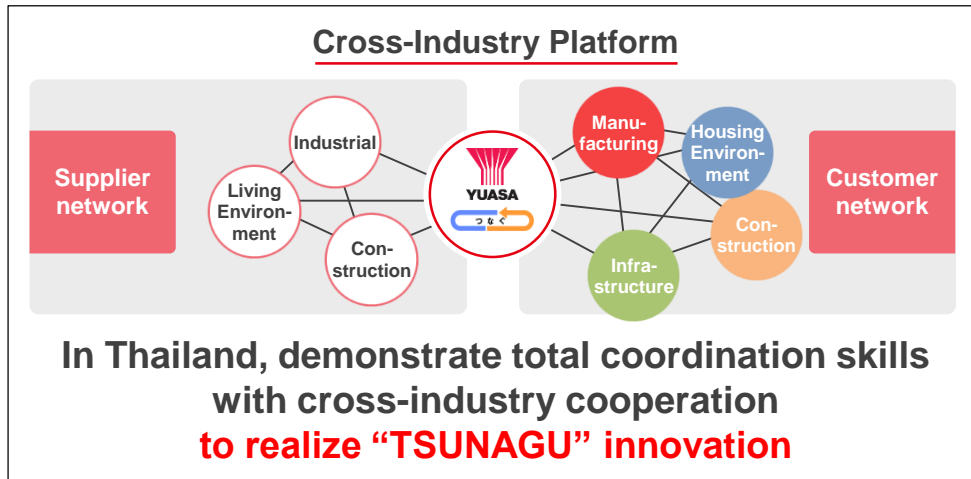 Cross-Industry Platform
Supplier
network
Industrial
Living
Environ-
ment
Con-
struction
YUASA
つなぐ
Manu-
facturing
Housing
Environ-
ment
Con-
struction
Infra-
structure
Customer
network
In Thailand, demonstrate total coordination skills
with cross-industry cooperation
to realize “TSUNAGU” innovation